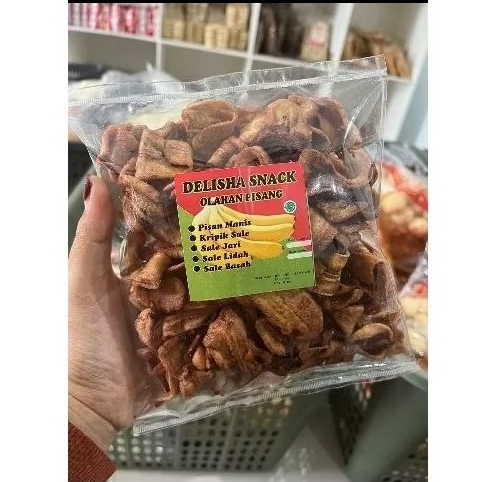 DELISHA SNACK
OLAHAN PISANG
Pisan Manis
Kripik Sale
Sale Jari
Sale Lidah
Sale Basah